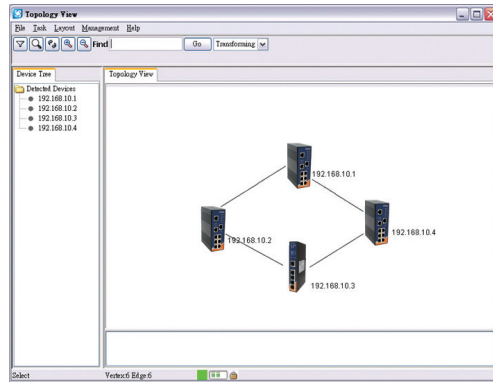 Topology View
File Task Layout Management Help
Find Go Transforming
Device Tree
Detected Devices
192.168.10.1
192.168.10.2
192.168.10.3
192.168.10.4
Topology View
192.168.10.1
192.168.10.2
192.168.10.4
192.168.10.3
Select Vertex:6 Edge:6